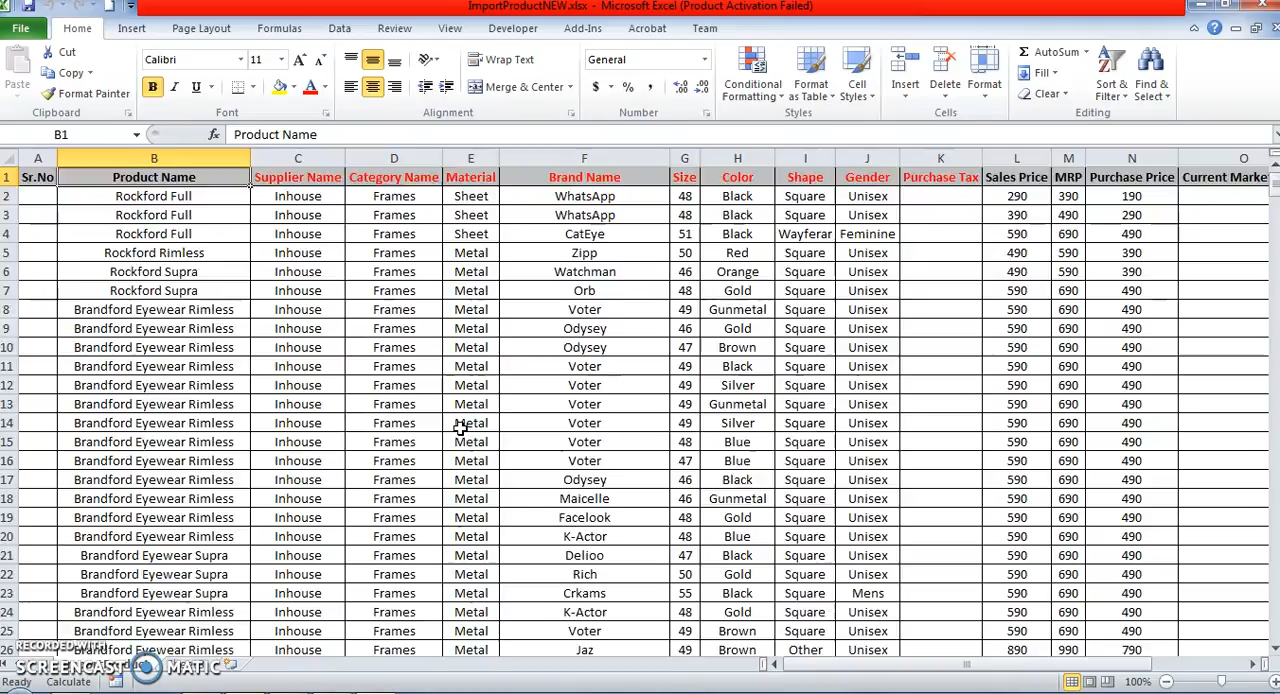 ImportProductNEW.xlsx - Microsoft Excel (Product Activation Failed)
File Home Insert Page Layout Formulas Data Review View Developer Add-Ins Acrobat Team
Cut Calibri 11 Wrap Text General AutoSum
Paste Copy Conditional Formatting Format as Table Cell Styles Insert Delete Format Fill Sort & Filter Find & Select
Format Painter B I U Merge & Center $ % , Clear
Clipboard Font Alignment Number Styles Cells Editing
B1 fx Product Name
A B C D E F G H I J K L M N O
1 Sr.No Product Name Supplier Name Category Name Material Brand Name Size Color Shape Gender Purchase Tax Sales Price MRP Purchase Price Current Marke
2 Rockford Full Inhouse Frames Sheet WhatsApp 48 Black Square Unisex 290 390 190
3 Rockford Full Inhouse Frames Sheet WhatsApp 48 Black Square Unisex 390 490 290
4 Rockford Full Inhouse Frames Sheet CatEye 51 Black Wayferar Feminine 590 690 490
5 Rockford Rimless Inhouse Frames Metal Zipp 50 Red Square Unisex 490 590 390
6 Rockford Supra Inhouse Frames Metal Watchman 46 Orange Square Unisex 490 590 390
7 Rockford Supra Inhouse Frames Metal Orb 48 Gold Square Unisex 590 690 490
8 Brandford Eyewear Rimless Inhouse Frames Metal Voter 49 Gunmetal Square Unisex 590 690 490
9 Brandford Eyewear Rimless Inhouse Frames Metal Odysey 46 Gold Square Unisex 590 690 490
10 Brandford Eyewear Rimless Inhouse Frames Metal Odysey 47 Brown Square Unisex 590 690 490
11 Brandford Eyewear Rimless Inhouse Frames Metal Voter 49 Black Square Unisex 590 690 490
12 Brandford Eyewear Rimless Inhouse Frames Metal Voter 49 Silver Square Unisex 590 690 490
13 Brandford Eyewear Rimless Inhouse Frames Metal Voter 49 Gunmetal Square Unisex 590 690 490
14 Brandford Eyewear Rimless Inhouse Frames Metal Voter 49 Silver Square Unisex 590 690 490
15 Brandford Eyewear Rimless Inhouse Frames Metal Voter 48 Blue Square Unisex 590 690 490
16 Brandford Eyewear Rimless Inhouse Frames Metal Voter 47 Blue Square Unisex 590 690 490
17 Brandford Eyewear Rimless Inhouse Frames Metal Odysey 46 Black Square Unisex 590 690 490
18 Brandford Eyewear Rimless Inhouse Frames Metal Maicelle 46 Gunmetal Square Unisex 590 690 490
19 Brandford Eyewear Rimless Inhouse Frames Metal Facelook 48 Gold Square Unisex 590 690 490
20 Brandford Eyewear Rimless Inhouse Frames Metal K-Actor 48 Blue Square Unisex 590 690 490
21 Brandford Eyewear Supra Inhouse Frames Metal Delioo 47 Black Square Unisex 590 690 490
22 Brandford Eyewear Supra Inhouse Frames Metal Rich 50 Gold Square Unisex 590 690 490
23 Brandford Eyewear Supra Inhouse Frames Metal Crkams 55 Black Square Mens 590 690 490
24 Brandford Eyewear Rimless Inhouse Frames Metal K-Actor 48 Gold Square Unisex 590 690 490
25 Brandford Eyewear Rimless Inhouse Frames Metal Voter 49 Brown Square Unisex 590 690 490
26 Inhouse Frames Metal Jaz 49 Brown Other Unisex 890 990 790
RECORDED WITH
SCREENCAST MATIC
Ready Calculate 100%